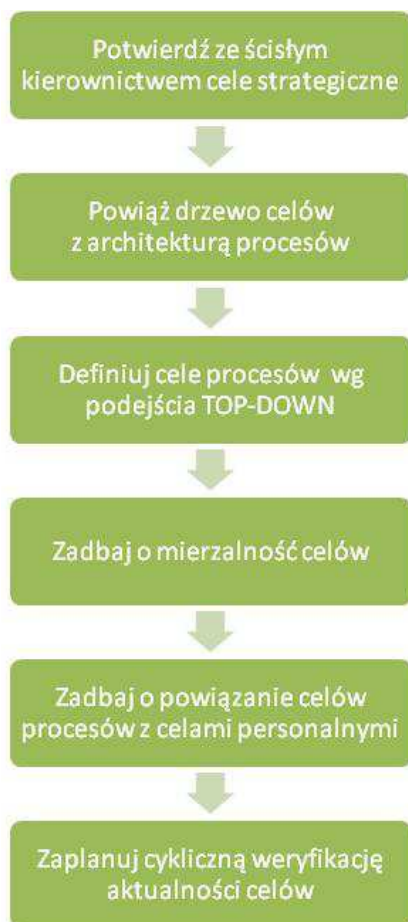 Potwierdź ze ścisłym
kierownictwem cele strategiczne
Powiąż drzewo celów
z architekturą procesów
Definiuj cele procesów wg
podejścia TOP-DOWN
Zadbaj o mierzalność celów
Zadbaj o powiązanie celów
procesów z celami personalnymi
Zaplanuj cykliczną weryfikację
aktualności celów